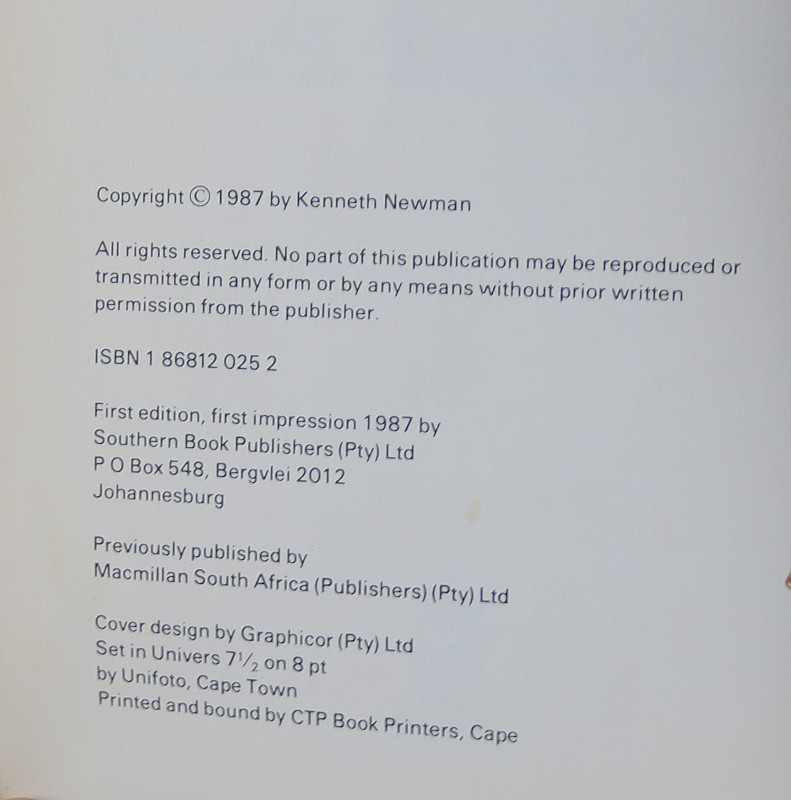 Copyright © 1987 by Kenneth Newman
All rights reserved. No part of this publication may be reproduced or
transmitted in any form or by any means without prior written
permission from the publisher.
ISBN 1 86812 025 2
First edition, first impression 1987 by
Southern Book Publishers (Pty) Ltd
P O Box 548, Bergvlei 2012
Johannesburg
Previously published by
Macmillan South Africa (Publishers) (Pty) Ltd
Cover design by Graphicor (Pty) Ltd
Set in Univers 7½ on 8 pt
by Unifoto, Cape Town
Printed and bound by CTP Book Printers, Cape